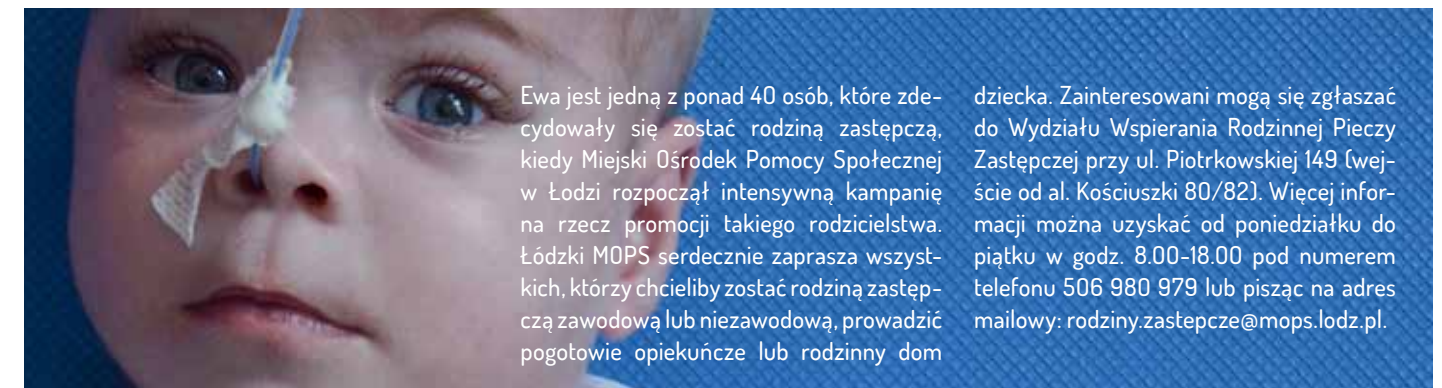 Ewa jest jedną z ponad 40 osób, które zde-
cydowały się zostać rodziną zastępczą,
kiedy Miejski Ośrodek Pomocy Społecznej
w Łodzi rozpoczął intensywną kampanię
na rzecz promocji takiego rodzicielstwa.
Łódzki MOPS serdecznie zaprasza wszyst-
kich, którzy chcieliby zostać rodziną zastęp-
czą zawodową lub niezawodową, prowadzić
pogotowie opiekuńcze lub rodzinny dom
dziecka. Zainteresowani mogą się zgłaszać
do Wydziału Wspierania Rodzinnej Pieczy
Zastępczej przy ul. Piotrkowskiej 149 (wej-
ście od al. Kościuszki 80/82). Więcej infor-
macji można uzyskać od poniedziałku do
piątku w godz. 8.00-18.00 pod numerem
telefonu 506 980 979 lub pisząc na adres
mailowy: rodziny.zastepcze@mops.lodz.pl.